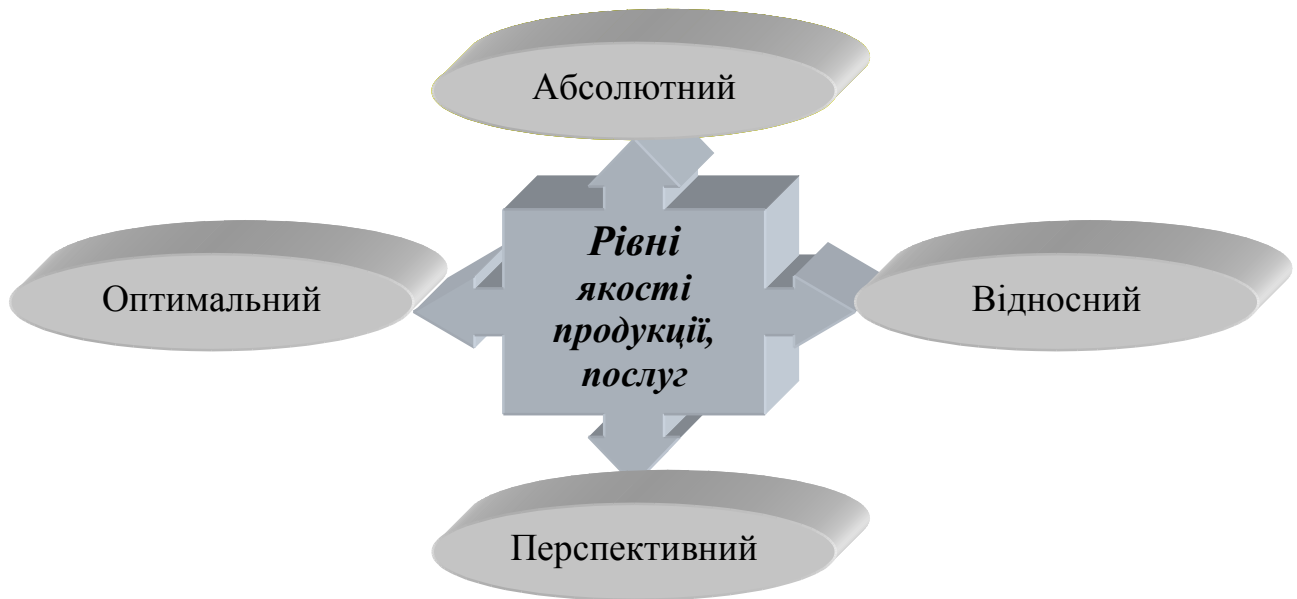 Абсолютний
Оптимальний
Рівні
якості
продукції,
послуг
Відносний
Перспективний